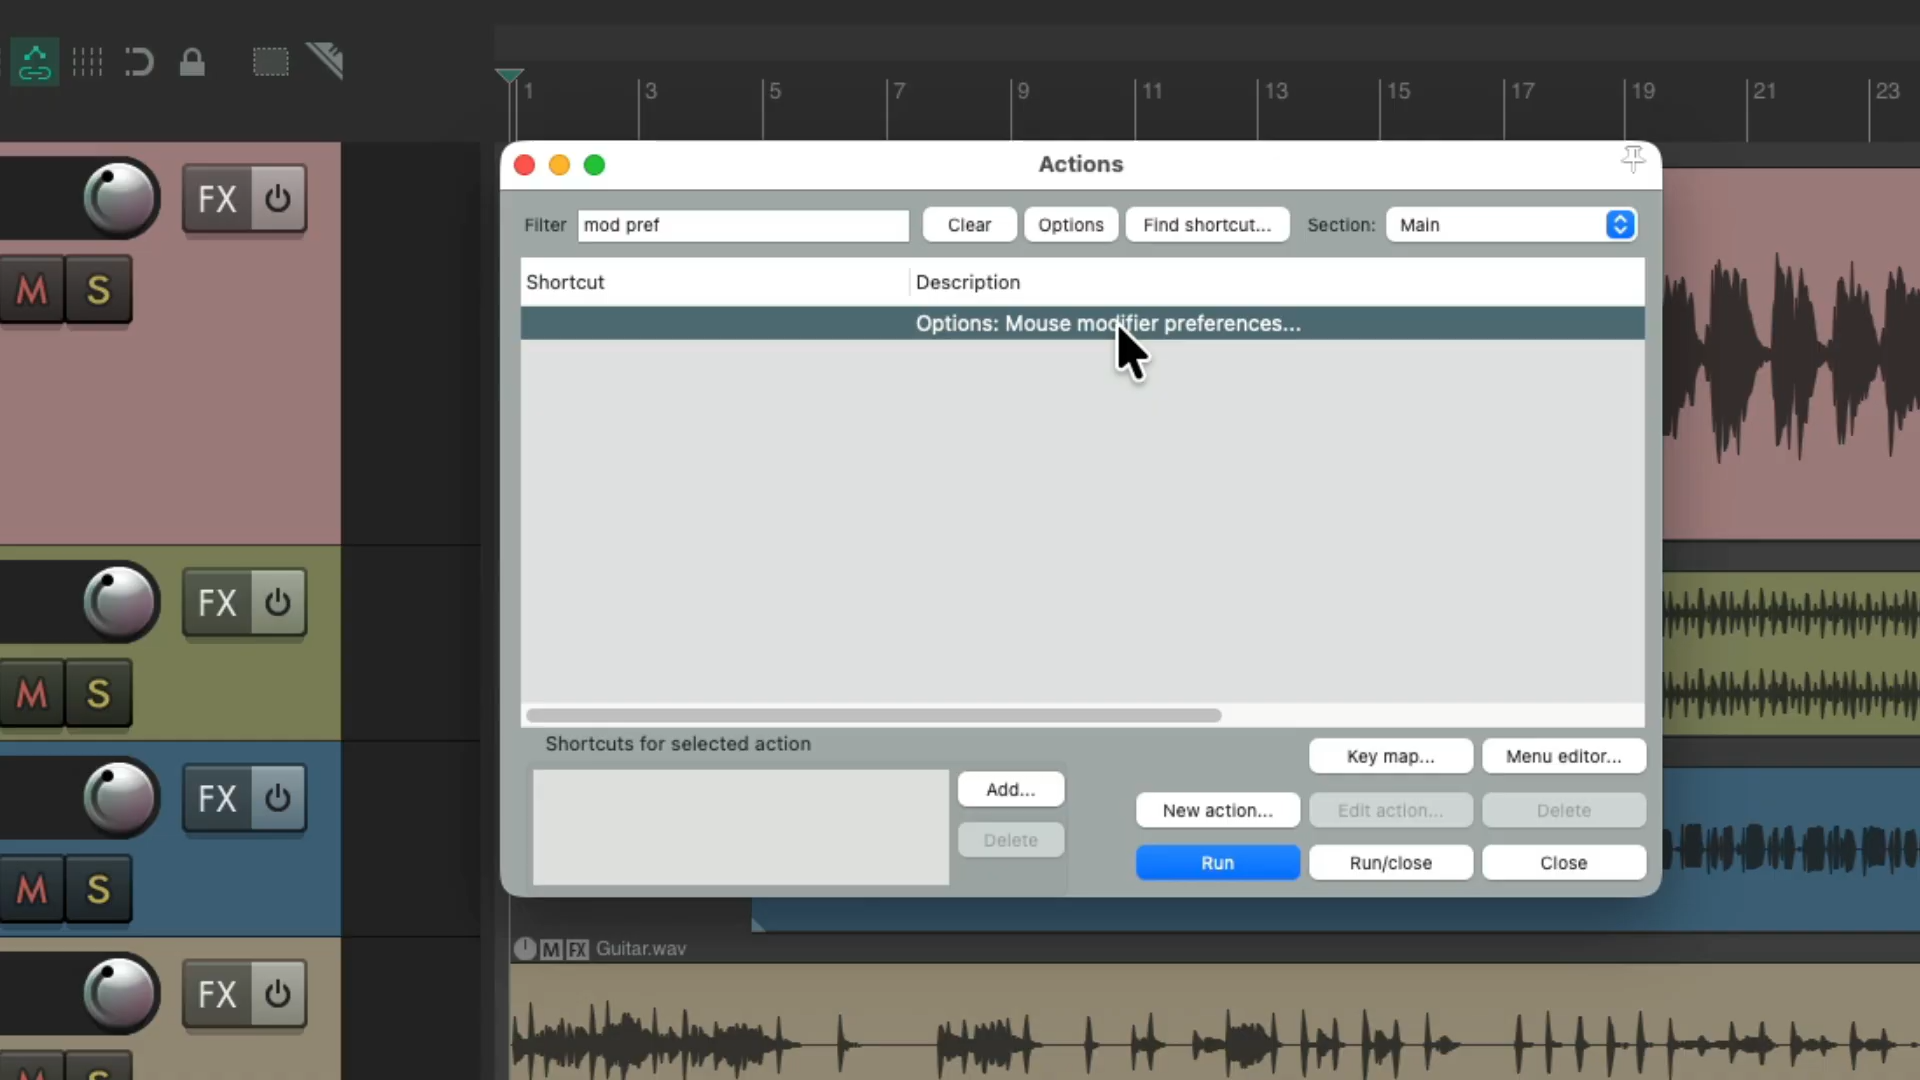 1 3 5 7 9 11 13 15 17 19 21 23
Actions
Filter mod pref Clear Options Find shortcut... Section: Main
Shortcut Description
Options: Mouse modifier preferences...
Shortcuts for selected action
Add...
Delete
Key map... Menu editor...
New action... Edit action... Delete
Run Run/close Close
FX
M S
FX
M S
FX
M S
FX
M S
M FX Guitar.wav